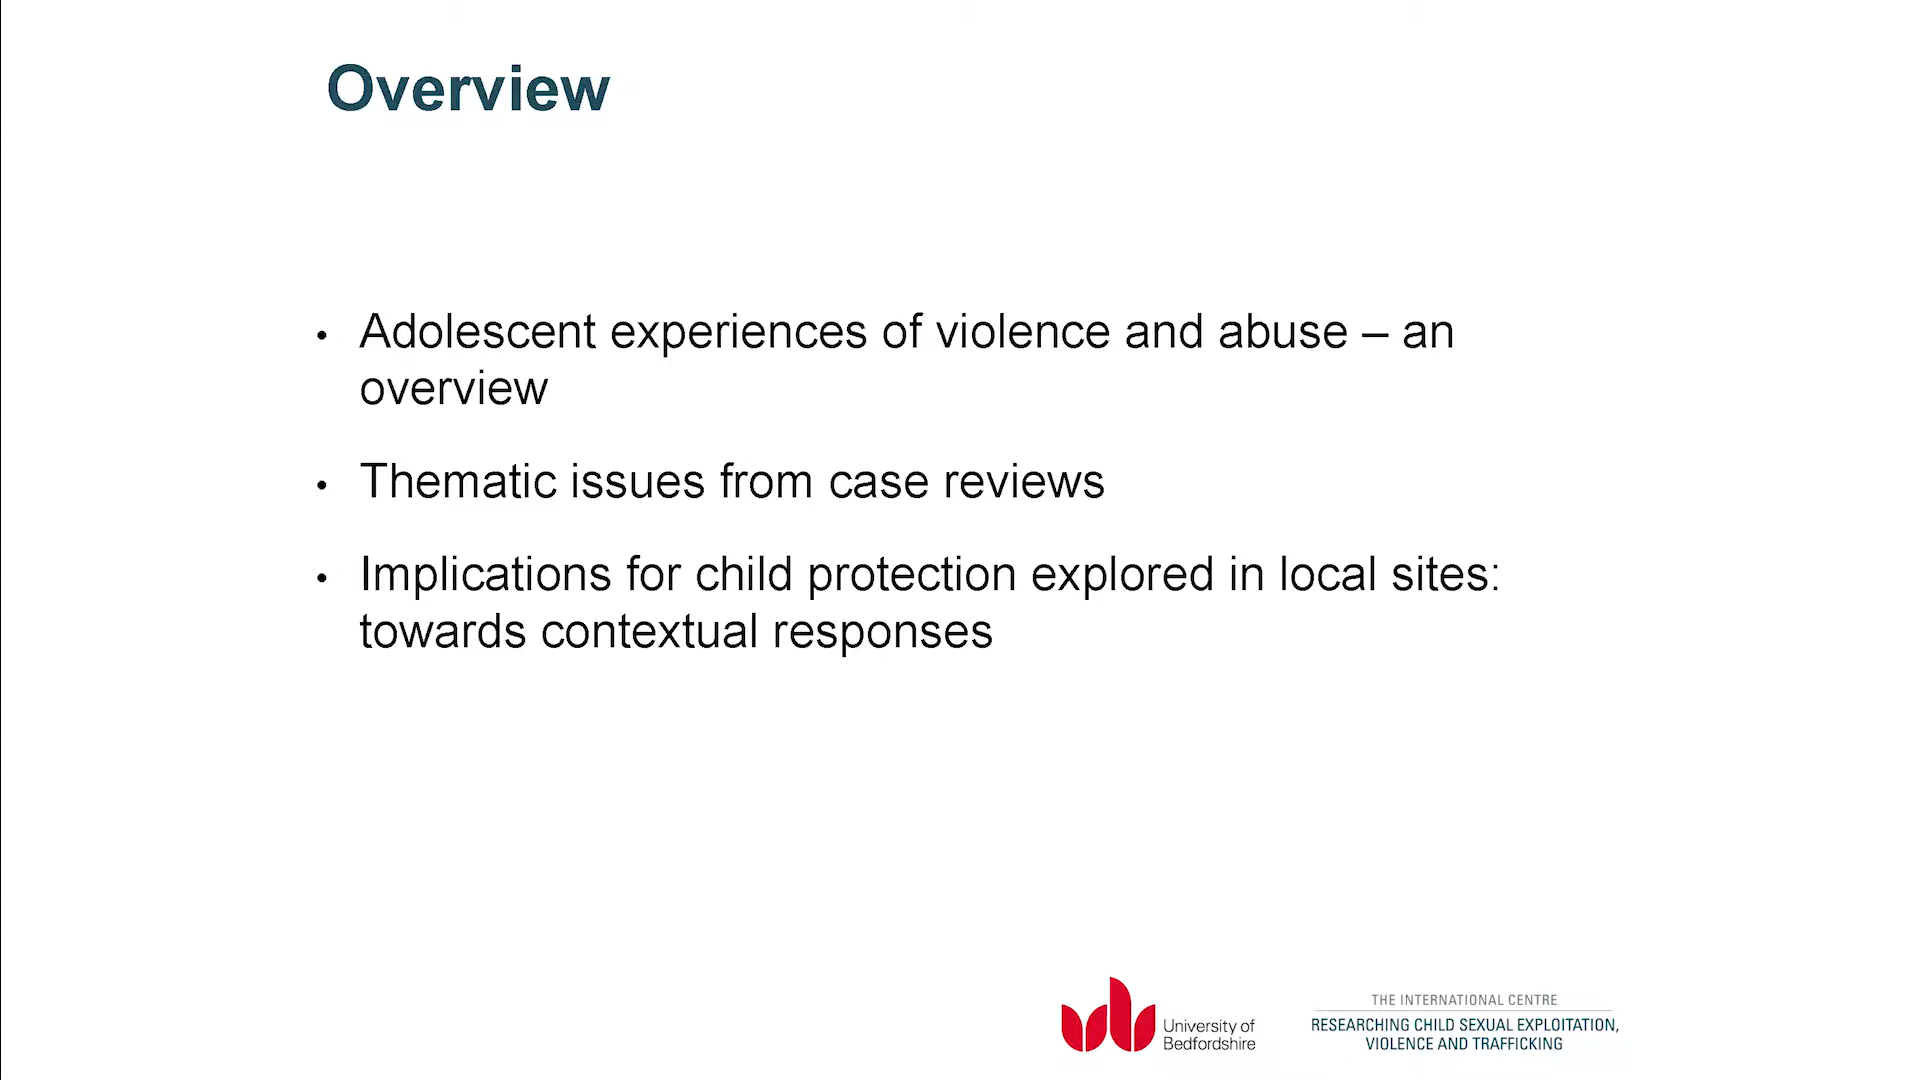 Overview
• Adolescent experiences of violence and abuse – an
overview
• Thematic issues from case reviews
• Implications for child protection explored in local sites:
towards contextual responses
University of
Bedfordshire
THE INTERNATIONAL CENTRE
RESEARCHING CHILD SEXUAL EXPLOITATION,
VIOLENCE AND TRAFFICKING